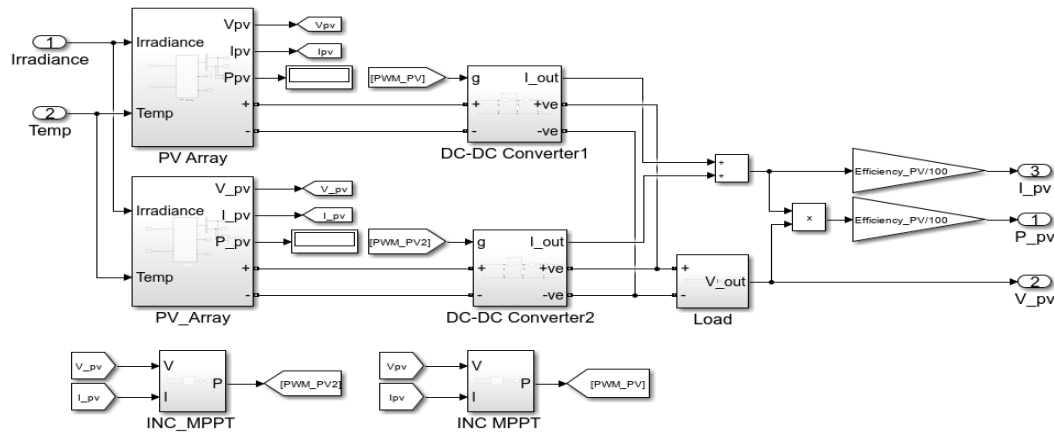 1
Irradiance
2
Temp
Irradiance
Temp
Vpv
Ipv
Ppv
+
-
PV Array
Vpv
Ipv
[PWM_PV]
g
+
-
I_out
+ve
-ve
DC-DC Converter1
Irradiance
Temp
V_pv
I_pv
P_pv
+
-
PV_Array
V_pv
I_pv
[PWM_PV2]
g
+
-
I_out
+ve
-ve
DC-DC Converter2
+
-
V_out
Load
+
+
×
Efficiency_PV/100
Efficiency_PV/100
3
I_pv
1
P_pv
2
V_pv
V_pv
I_pv
V
I
P
INC_MPPT
[PWM_PV2]
Vpv
Ipv
V
I
P
INC MPPT
[PWM_PV]